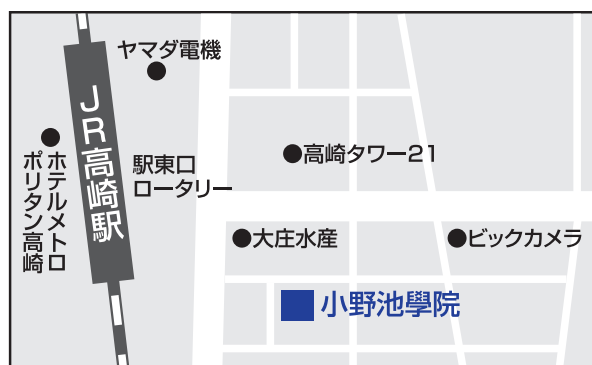 ヤマダ電機
JR高崎駅
ホテルメトロ
ポリタン高崎
駅東口
ロータリー
高崎タワー21
大庄水産
ビックカメラ
小野池學院